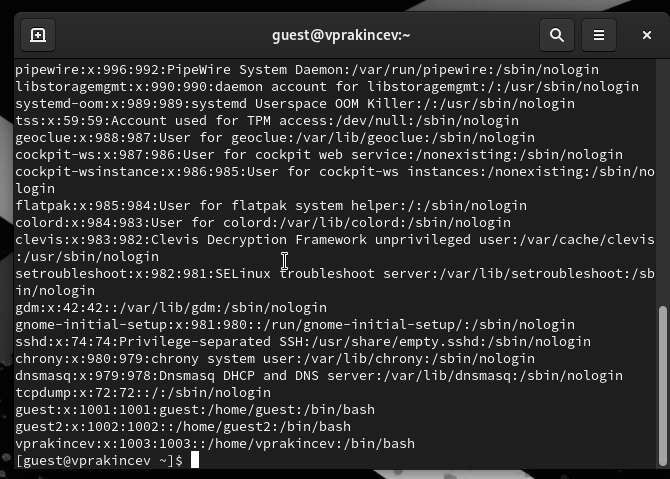 guest@vprakincev:~
pipewire:x:996:992:PipeWire System Daemon:/var/run/pipewire:/sbin/nologin
libstoragemgmt:x:990:990:daemon account for libstoragemgmt:/:/usr/sbin/nologin
systemd-oom:x:989:989:systemd Userspace OOM Killer:/:/usr/sbin/nologin
tss:x:59:59:Account used for TPM access:/dev/null:/sbin/nologin
geoclue:x:988:987:User for geoclue:/var/lib/geoclue:/sbin/nologin
cockpit-ws:x:987:986:User for cockpit web service:/nonexisting:/sbin/nologin
cockpit-wsinstance:x:986:985:User for cockpit-ws instances:/nonexisting:/sbin/no
login
flatpak:x:985:984:User for flatpak system helper:/:/sbin/nologin
colord:x:984:983:User for colord:/var/lib/colord:/sbin/nologin
clevis:x:983:982:Clevis Decryption Framework unprivileged user:/var/cache/clevis
:/usr/sbin/nologin
setroubleshoot:x:982:981:SELinux troubleshoot server:/var/lib/setroubleshoot:/sb
in/nologin
gdm:x:42:42::/var/lib/gdm:/sbin/nologin
gnome-initial-setup:x:981:980::/run/gnome-initial-setup/:/sbin/nologin
sshd:x:74:74:Privilege-separated SSH:/usr/share/empty.sshd:/sbin/nologin
chrony:x:980:979:chrony system user:/var/lib/chrony:/sbin/nologin
dnsmasq:x:979:978:Dnsmasq DHCP and DNS server:/var/lib/dnsmasq:/sbin/nologin
tcpdump:x:72:72::/:/sbin/nologin
guest:x:1001:1001:guest:/home/guest:/bin/bash
guest2:x:1002:1002::/home/guest2:/bin/bash
vprakincev:x:1003:1003::/home/vprakincev:/bin/bash
[guest@vprakincev ~]$